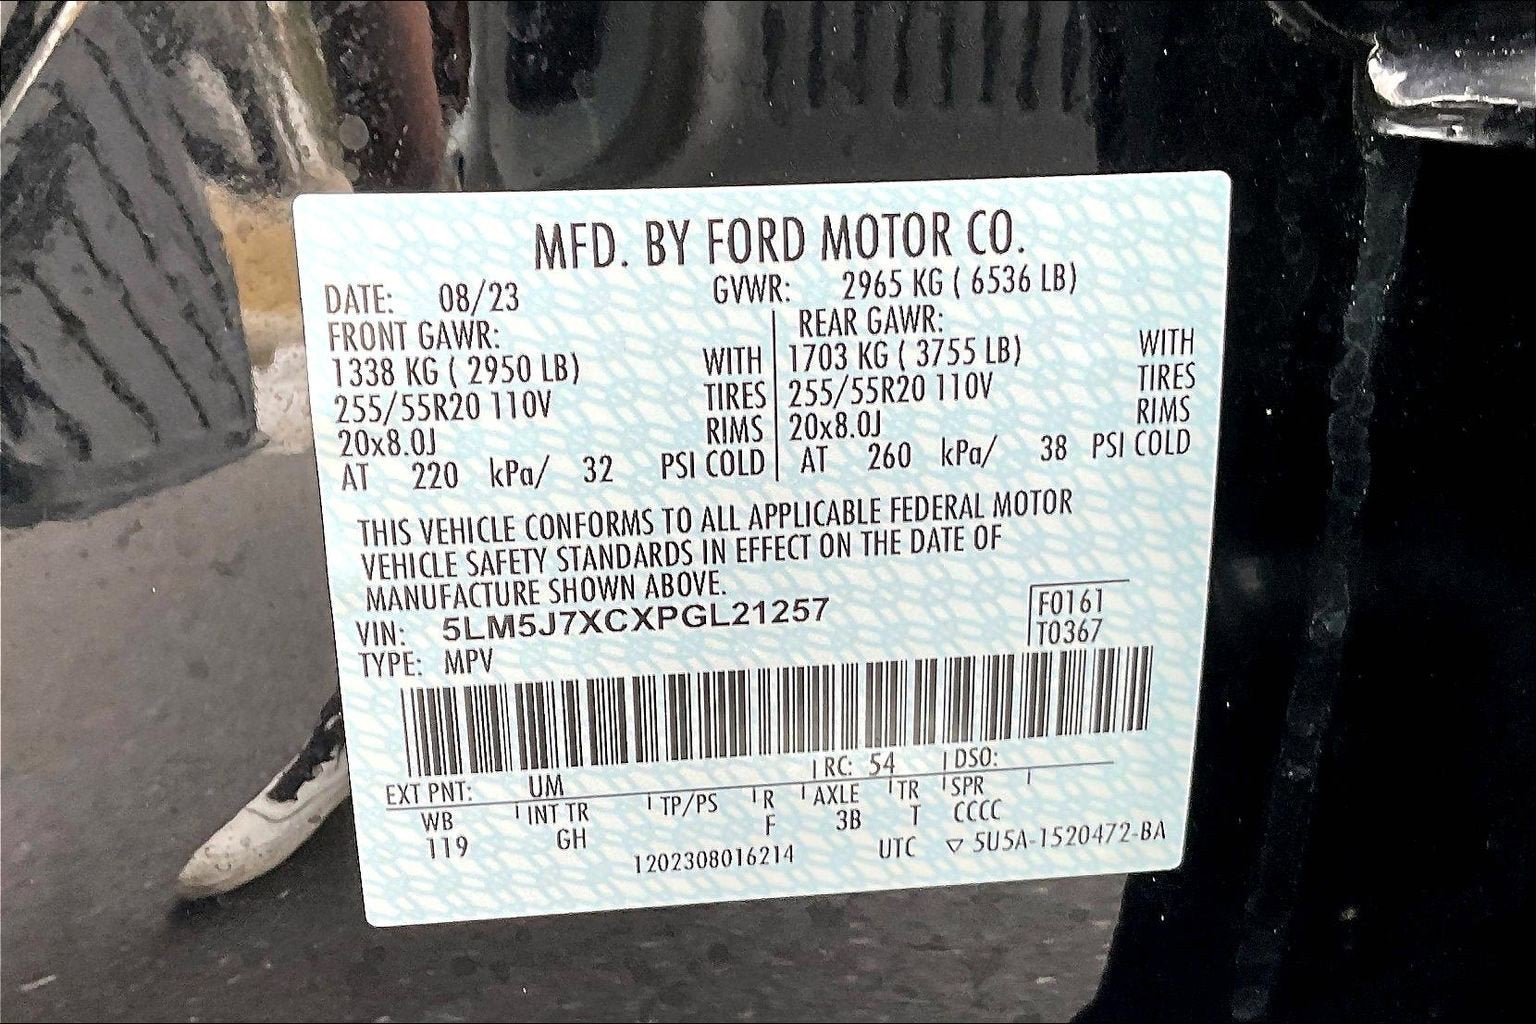 MFD. BY FORD MOTOR CO.
DATE: 08/23 GVWR: 2965 KG ( 6536 LB)
FRONT GAWR: REAR GAWR:
1338 KG ( 2950 LB) WITH 1703 KG ( 3755 LB) WITH
255/55R20 110V TIRES 255/55R20 110V TIRES
20x8.0J RIMS 20x8.0J RIMS
AT 220 kPa/ 32 PSI COLD AT 260 kPa/ 38 PSI COLD
THIS VEHICLE CONFORMS TO ALL APPLICABLE FEDERAL MOTOR
VEHICLE SAFETY STANDARDS IN EFFECT ON THE DATE OF
MANUFACTURE SHOWN ABOVE.
VIN: 5LM5J7XCXPGL21257 F0161
TYPE: MPV T0367
EXT PNT: UM RC: 54 DSO:
WB INT TR TP/PS R AXLE TR SPR
119 GH F 3B T CCCC
1202308016214 UTC ▽ 5U5A-1520472-BA